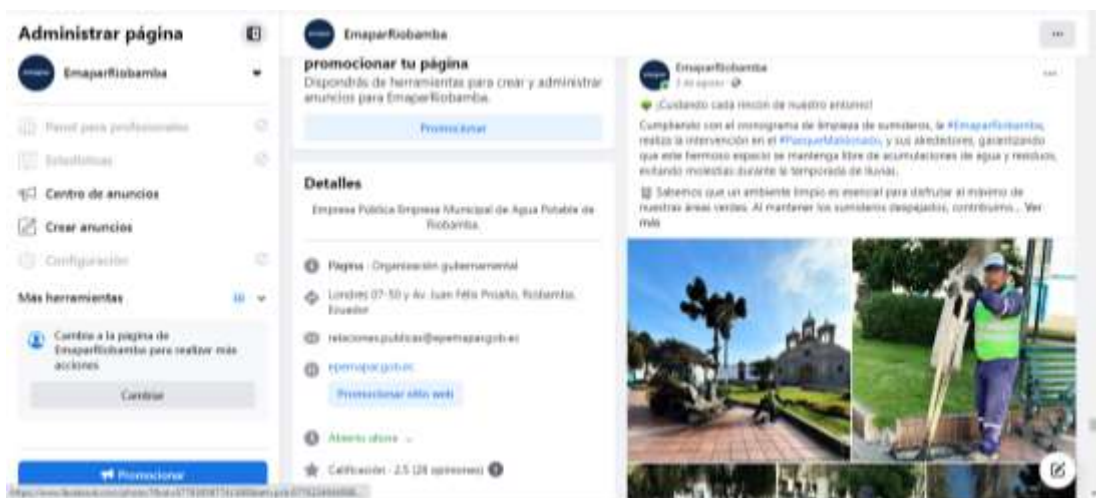 Administrar página
EmaparRiobamba
Panel para profesionales
Estadísticas
Centro de anuncios
Crear anuncios
Configuración
Más herramientas
Cambia a la página de
EmaparRiobamba para realizar más
acciones
Cambiar
Promocionar
EmaparRiobamba
promocionar tu página
Dispondrás de herramientas para crear y administrar
anuncios para EmaparRiobamba.
Promocionar
Detalles
Empresa Pública Empresa Municipal de Agua Potable de
Riobamba.
Página · Organización gubernamental
Londres 07-50 y Av. Juan Félix Proaño, Riobamba,
Ecuador
relaciones.publicas@epemapar.gob.ec
epemapar.gob.ec
Promocionar sitio web
Abierto ahora
Calificación · 2,5 (28 opiniones)
EmaparRiobamba
de agosto
¡Cuidando cada rincón de nuestro entorno!
Cumpliendo con el cronograma de limpieza de sumideros, la #EmaparRiobamba,
realiza la intervención en el #ParqueMaldonado, y sus alrededores, garantizando
que este hermoso espacio se mantenga libre de acumulaciones de agua y residuos,
evitando molestias durante la temporada de lluvias.
Sabemos que un ambiente limpio es esencial para disfrutar al máximo de
nuestras áreas verdes. Al mantener los sumideros despejados, contribuimo... Ver
más